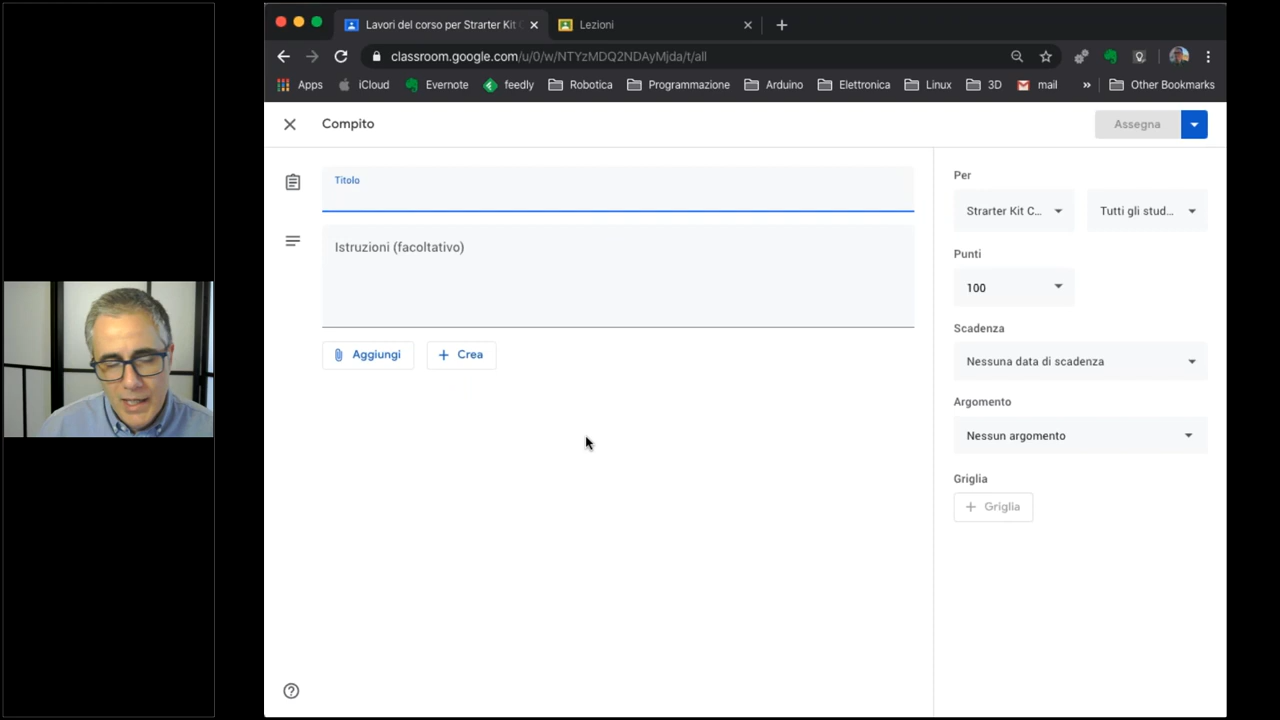 Lavori del corso per Strarter Kit C
Lezioni
classroom.google.com/u/0/w/NTYzMDQ2NDAyMjda/t/all
Apps iCloud Evernote feedly Robotica Programmazione Arduino Elettronica Linux 3D mail » Other Bookmarks
Compito
Assegna
Titolo
Istruzioni (facoltativo)
Aggiungi
Crea
Per
Strarter Kit C...
Tutti gli stud...
Punti
100
Scadenza
Nessuna data di scadenza
Argomento
Nessun argomento
Griglia
Griglia